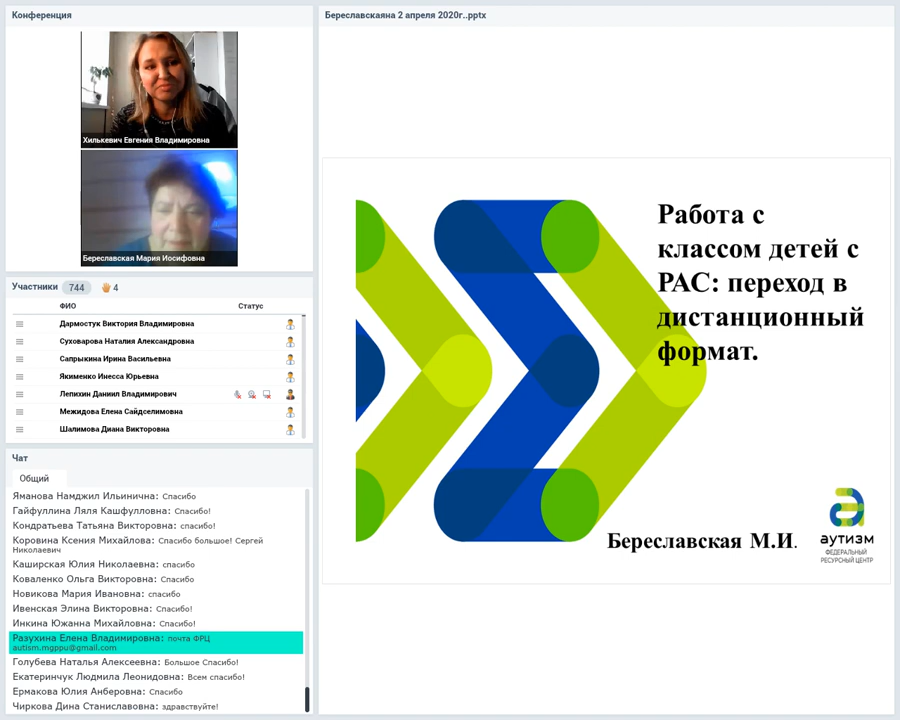 Конференция
Хилькевич Евгения Владимировна
Береславская Мария Иосифовна
Участники 744 4
ФИО Статус
Дармостук Виктория Владимировна
Суховарова Наталия Александровна
Сапрыкина Ирина Васильевна
Якименко Инесса Юрьевна
Лепихин Даниил Владимирович
Межидова Елена Сайдселимовна
Шалимова Диана Викторовна
Чат
Общий
Яманова Намджил Ильинична: Спасибо
Гайфуллина Ляля Кашфулловна: Спасибо!
Кондратьева Татьяна Викторовна: спасибо!
Коровина Ксения Михайлова: Спасибо большое! Сергей
Николаевич
Каширская Юлия Николаевна: спасибо
Коваленко Ольга Викторовна: Спасибо
Новикова Мария Ивановна: спасибо
Ивенская Элина Викторовна: Спасибо!
Инкина Южанна Михайловна: Спасибо!
Разухина Елена Владимировна: почта ФРЦ
autism.mgppu@gmail.com
Голубева Наталья Алексеевна: Большое Спасибо!
Екатеринчук Людмила Леонидовна: Всем спасибо!
Ермакова Юлия Анберовна: Спасибо
Чиркова Дина Станиславовна: здравствуйте!
Береславскаяна 2 апреля 2020г..pptx
Работа с
классом детей с
РАС: переход в
дистанционный
формат.
Береславская М.И.
аутизм
ФЕДЕРАЛЬНЫЙ
РЕСУРСНЫЙ ЦЕНТР